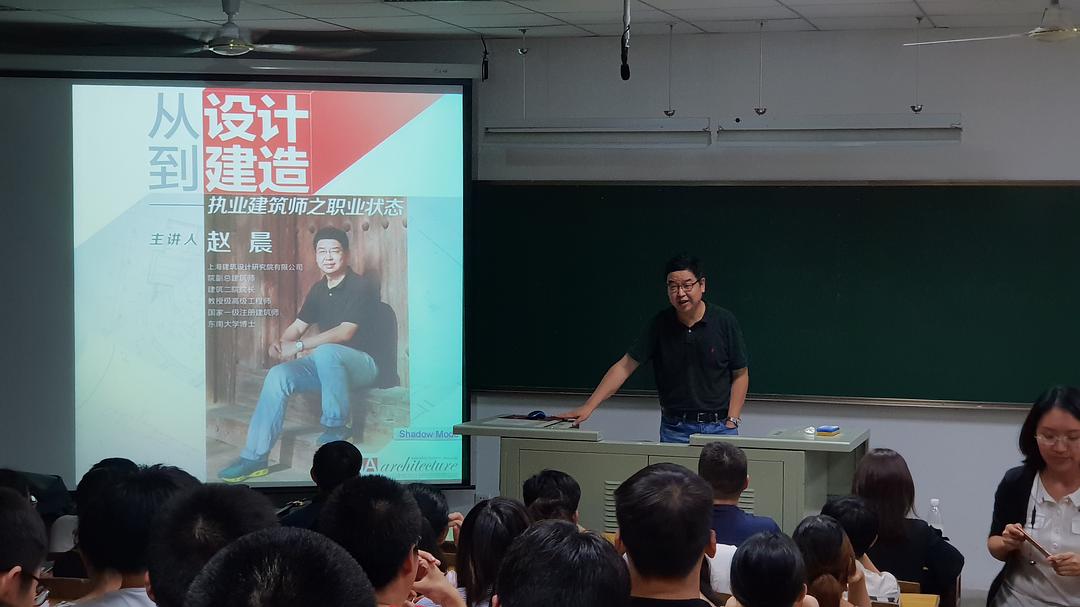 从设计
到建造
执业建筑师之职业状态
主讲人 赵 晨
上海建筑设计研究院有限公司
院副总建筑师
建筑二院院长
教授级高级工程师
国家一级注册建筑师
东南大学博士
Shadow Mode
A architecture